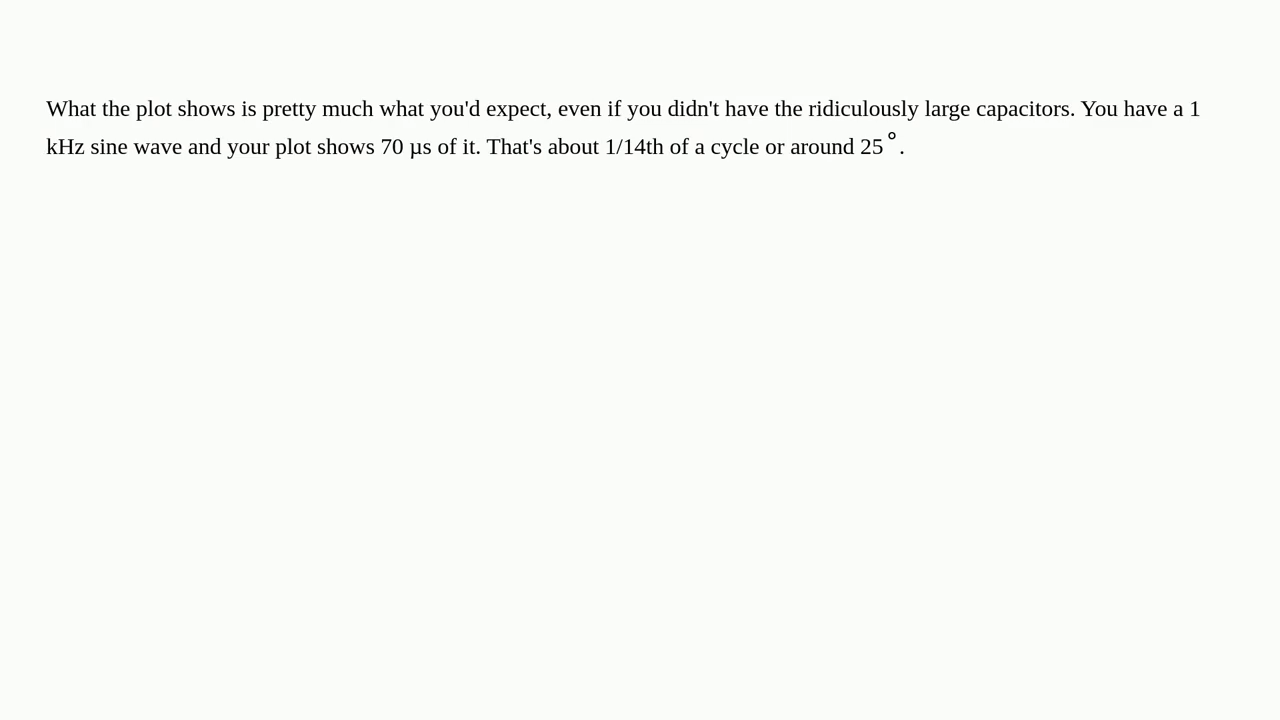 What the plot shows is pretty much what you'd expect, even if you didn't have the ridiculously large capacitors. You have a 1
kHz sine wave and your plot shows 70 µs of it. That's about 1/14th of a cycle or around 25°.